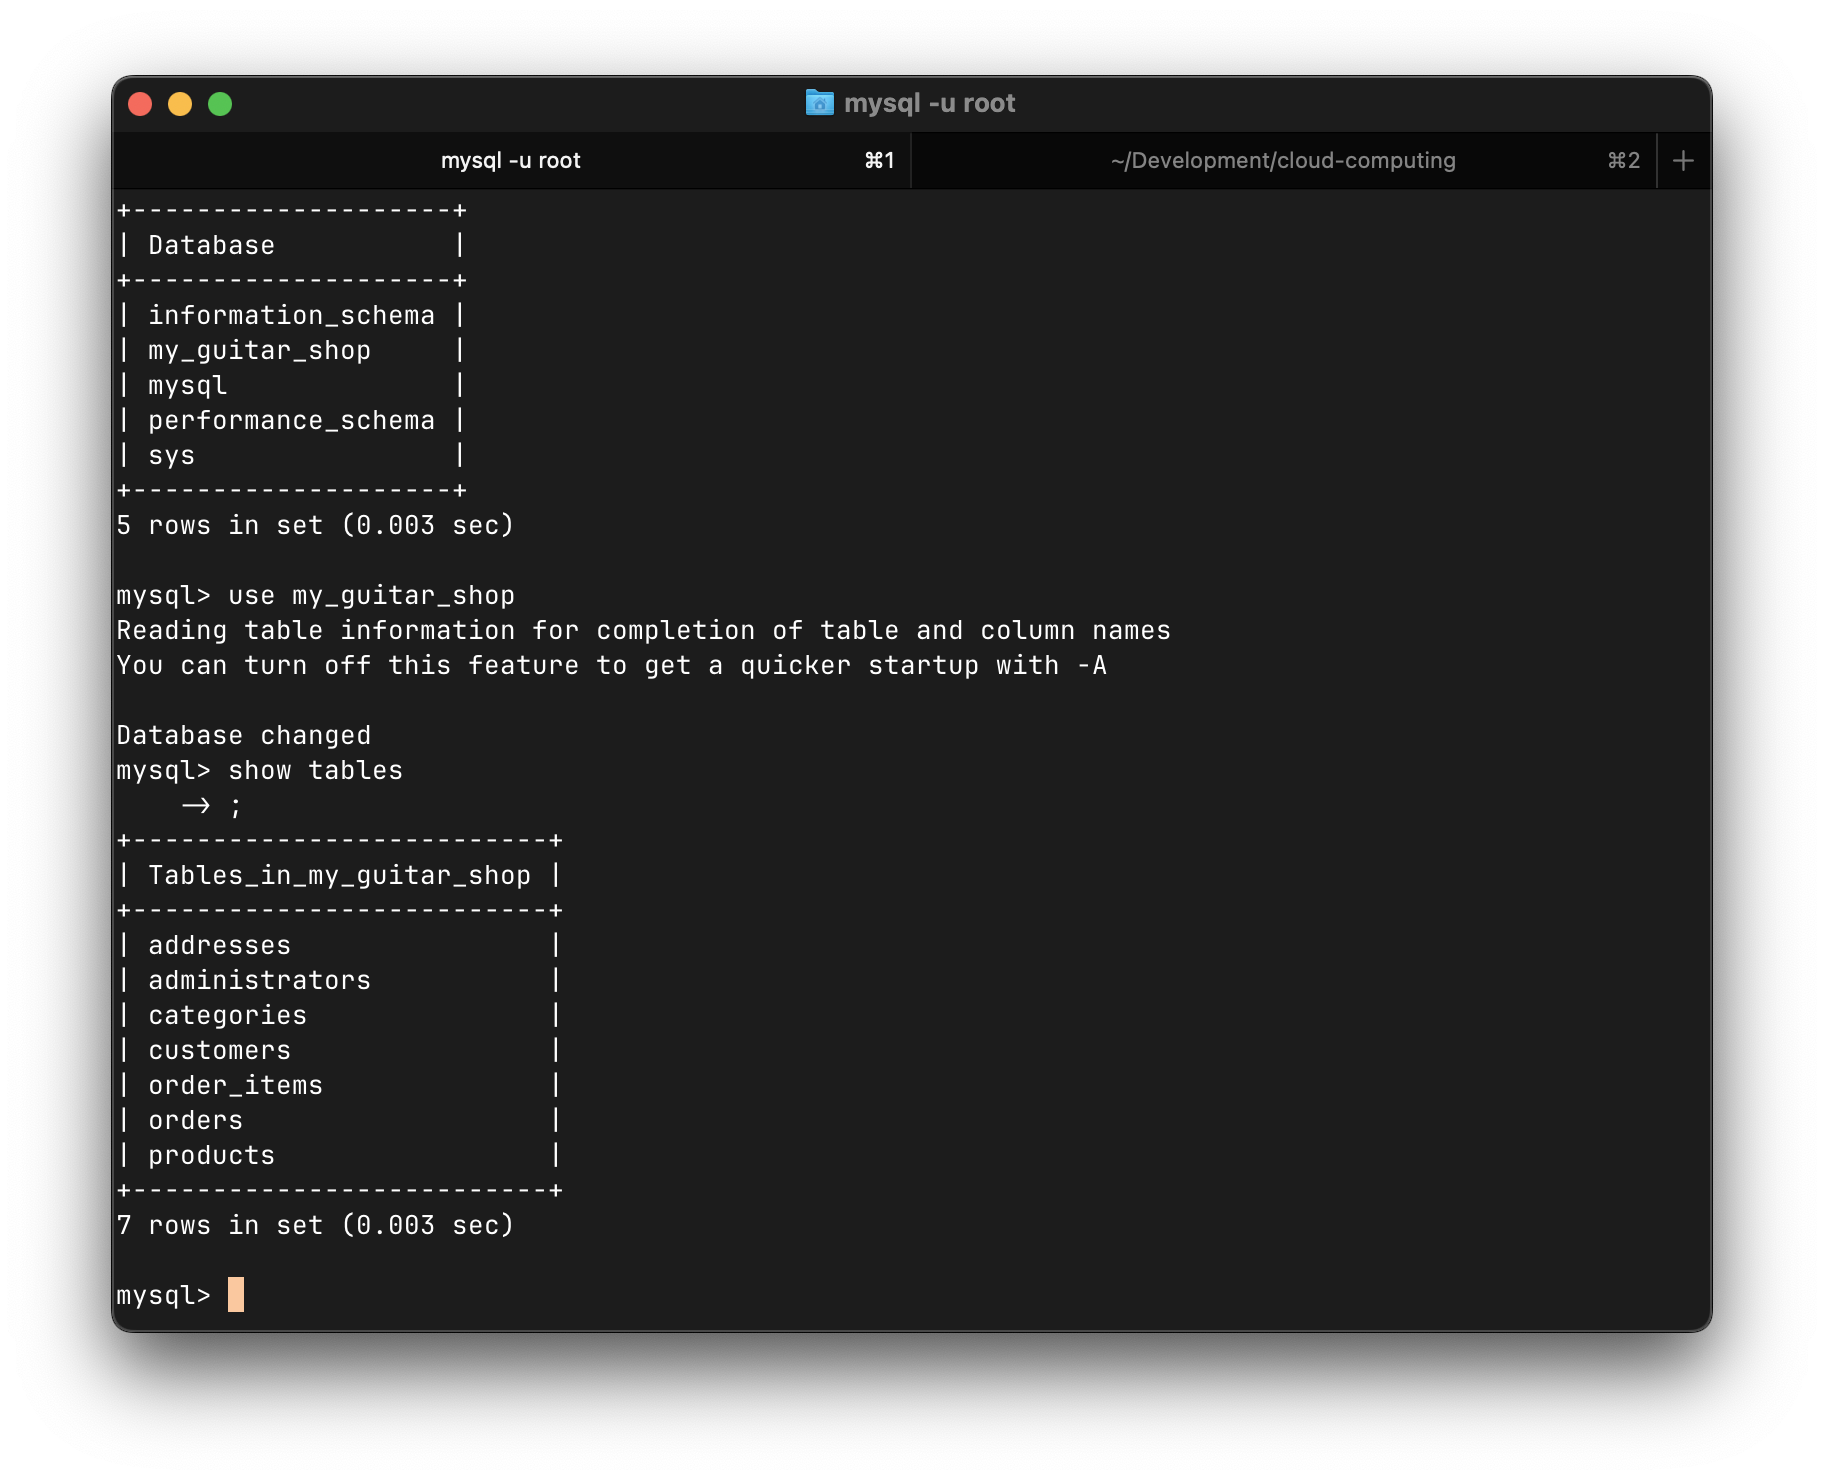 mysql -u root
mysql -u root ⌘1 ~/Development/cloud-computing ⌘2 +
+--------------------+
| Database           |
+--------------------+
| information_schema |
| my_guitar_shop     |
| mysql              |
| performance_schema |
| sys                |
+--------------------+
5 rows in set (0.003 sec)

mysql> use my_guitar_shop
Reading table information for completion of table and column names
You can turn off this feature to get a quicker startup with -A

Database changed
mysql> show tables
    -> ;
+--------------------------+
| Tables_in_my_guitar_shop |
+--------------------------+
| addresses                |
| administrators           |
| categories               |
| customers                |
| order_items              |
| orders                   |
| products                 |
+--------------------------+
7 rows in set (0.003 sec)

mysql>